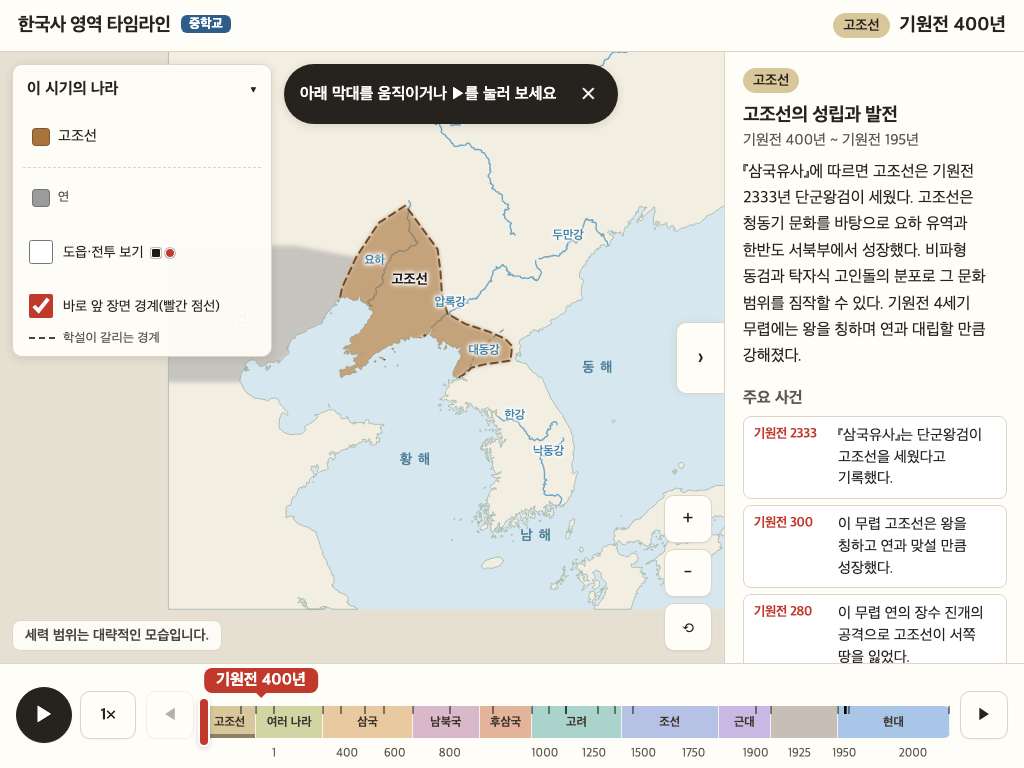 한국사 영역 타임라인 중학교
고조선 기원전 400년
이 시기의 나라 ▼
고조선
연
도읍·전투 보기
바로 앞 장면 경계(빨간 점선)
학설이 갈리는 경계
아래 막대를 움직이거나 ▶를 눌러 보세요 ✕
두만강
요하
고조선
압록강
대동강
동해
한강
낙동강
황해
남해
›
+
−
⟲
세력 범위는 대략적인 모습입니다.
고조선
고조선의 성립과 발전
기원전 400년 ~ 기원전 195년
『삼국유사』에 따르면 고조선은 기원전
2333년 단군왕검이 세웠다. 고조선은
청동기 문화를 바탕으로 요하 유역과
한반도 서북부에서 성장했다. 비파형
동검과 탁자식 고인돌의 분포로 그 문화
범위를 짐작할 수 있다. 기원전 4세기
무렵에는 왕을 칭하며 연과 대립할 만큼
강해졌다.
주요 사건
기원전 2333 『삼국유사』는 단군왕검이
고조선을 세웠다고
기록했다.
기원전 300 이 무렵 고조선은 왕을
칭하고 연과 맞설 만큼
성장했다.
기원전 280 이 무렵 연의 장수 진개의
공격으로 고조선이 서쪽
땅을 잃었다.
기원전 400년
1×
고조선 여러 나라 삼국 남북국 후삼국 고려 조선 근대 현대
1 400 600 800 1000 1250 1500 1750 1900 1925 1950 2000